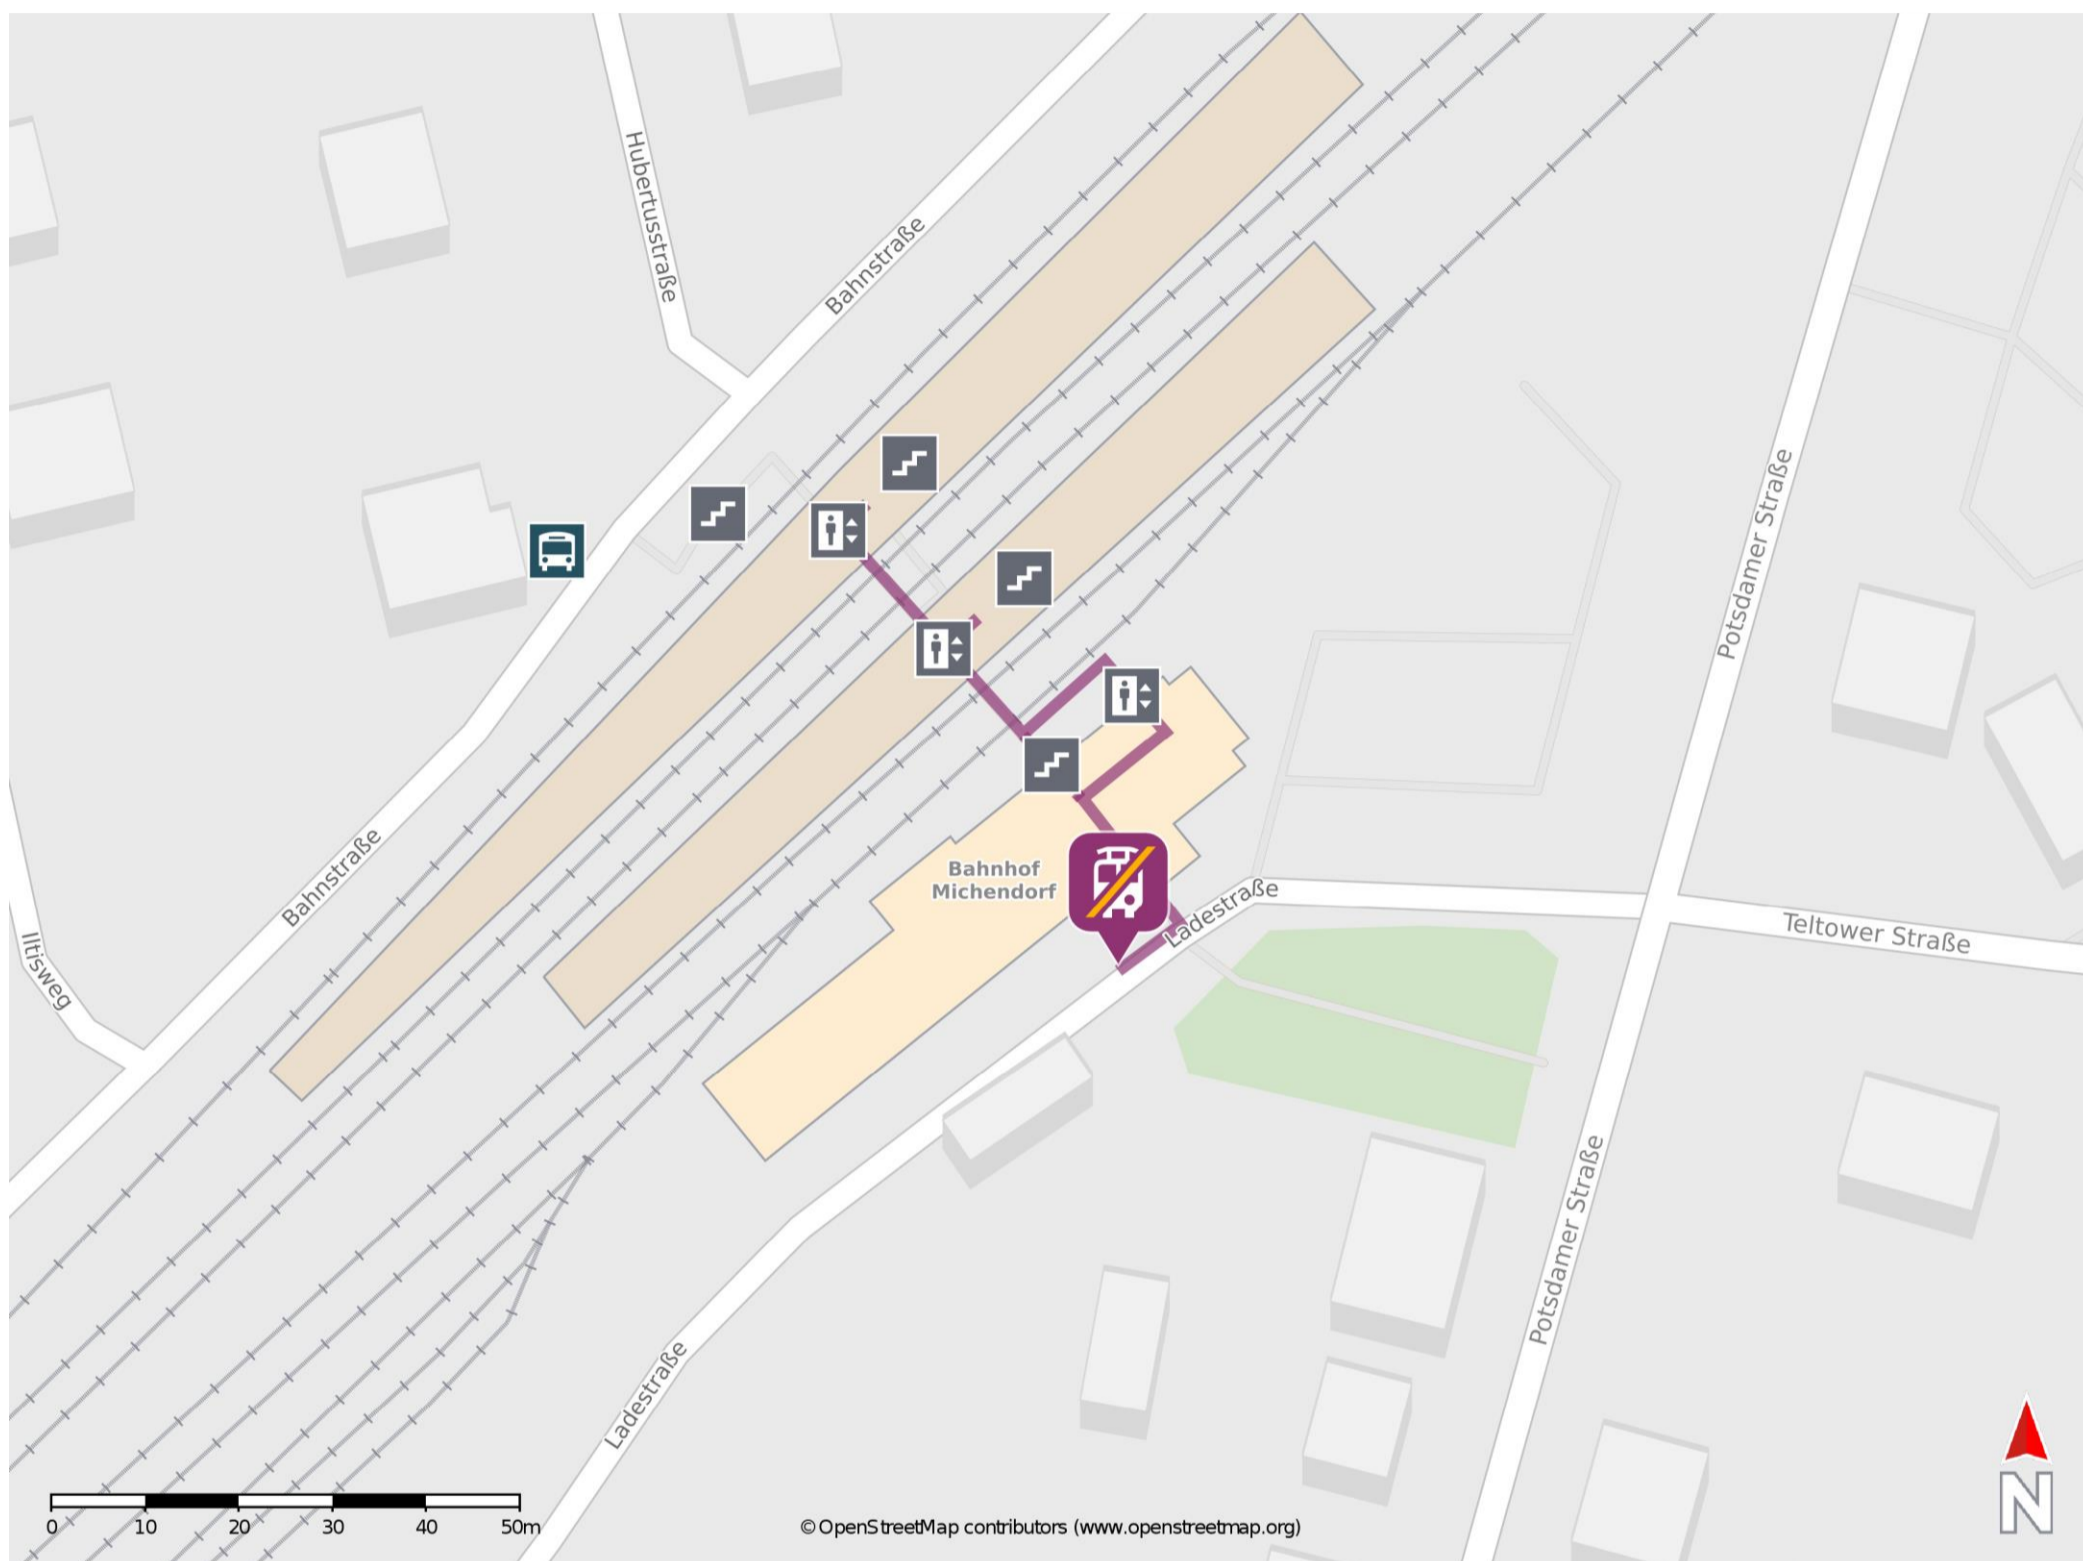 Hubertusstraße
Bahnstraße
Potsdamer Straße
Bahnstraße
Bahnhof
Michendorf
Ladestraße
Teltower Straße
Iltisweg
Potsdamer Straße
Ladestraße
0 10 20 30 40 50m
© OpenStreetMap contributors (www.openstreetmap.org)
N